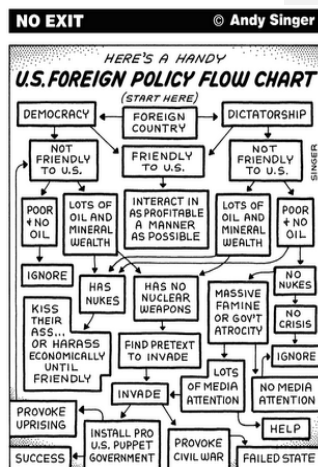 NO EXIT
© Andy Singer
HERE'S A HANDY
U.S. FOREIGN POLICY FLOW CHART
(START HERE)
DEMOCRACY
FOREIGN
COUNTRY
DICTATORSHIP
NOT
FRIENDLY
TO U.S.
FRIENDLY
TO U.S.
NOT
FRIENDLY
TO U.S.
SINGER
POOR
+ NO
OIL
LOTS OF
OIL AND
MINERAL
WEALTH
INTERACT IN
AS PROFITABLE
A MANNER
AS POSSIBLE
LOTS OF
OIL AND
MINERAL
WEALTH
POOR
+ NO
OIL
IGNORE
HAS
NUKES
HAS NO
NUCLEAR
WEAPONS
MASSIVE
FAMINE
OR GOV'T
ATROCITY
NO
NUKES
NO
CRISIS
IGNORE
KISS
THEIR
ASS...
OR HARASS
ECONOMICALLY
UNTIL
FRIENDLY
FIND PRETEXT
TO INVADE
LOTS
OF MEDIA
ATTENTION
NO MEDIA
ATTENTION
INVADE
HELP
PROVOKE
UPRISING
INSTALL PRO
U.S. PUPPET
GOVERNMENT
PROVOKE
CIVIL WAR
SUCCESS
FAILED STATE